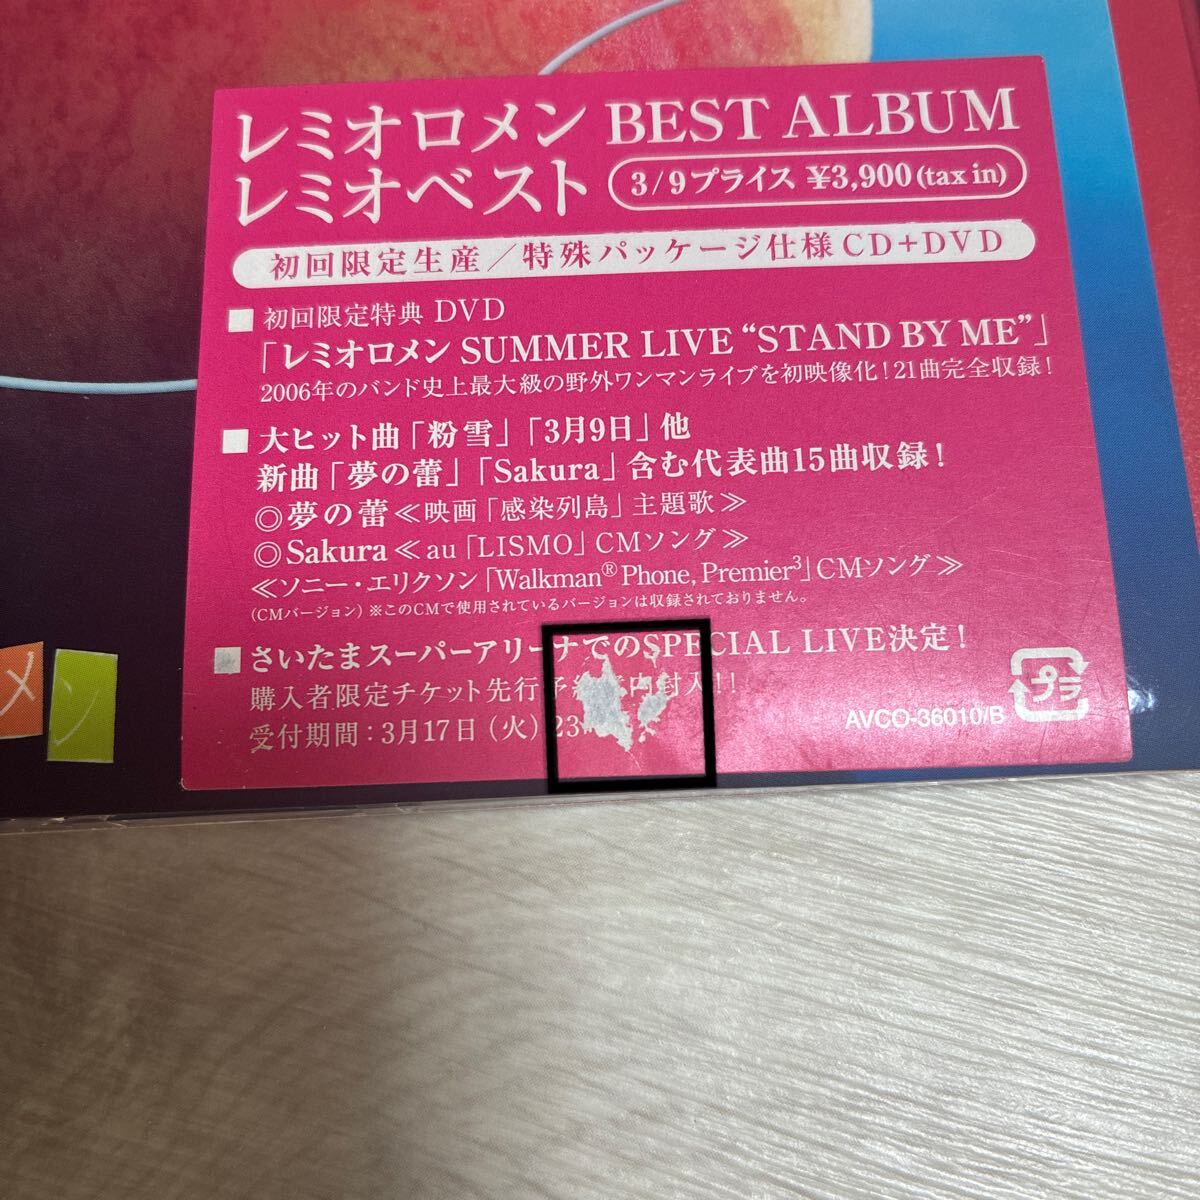 レミオロメン BEST ALBUM
レミオベスト 3/9プライス ¥3,900(tax in)
初回限定生産／特殊パッケージ仕様 CD+DVD
■ 初回限定特典 DVD
「レミオロメン SUMMER LIVE “STAND BY ME”」
2006年のバンド史上最大級の野外ワンマンライブを初映像化！21曲完全収録！
■ 大ヒット曲「粉雪」「3月9日」他
新曲「夢の蕾」「Sakura」含む代表曲15曲収録！
◎夢の蕾≪映画「感染列島」主題歌≫
◎Sakura≪au「LISMO」CMソング≫
≪ソニー・エリクソン「Walkman® Phone, Premier³」CMソング≫
(CMバージョン) ※このCMで使用されているバージョンは収録されておりません。
■ さいたまスーパーアリーナでのSPECIAL LIVE決定！
購入者限定チケット先行予約 内封入!!
受付期間：3月17日（火）23
プラ
AVCO-36010/B
メン